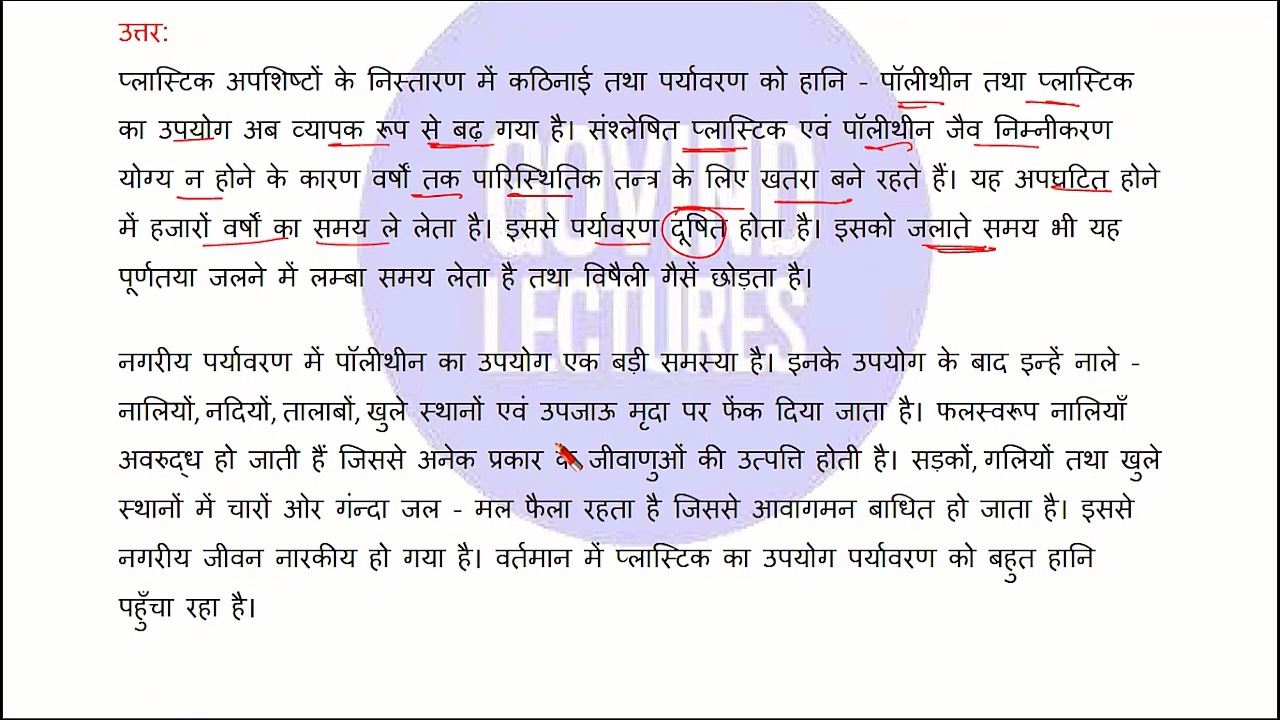 उत्तर:
प्लास्टिक अपशिष्टों के निस्तारण में कठिनाई तथा पर्यावरण को हानि - पॉलीथीन तथा प्लास्टिक
का उपयोग अब व्यापक रूप से बढ़ गया है। संश्लेषित प्लास्टिक एवं पॉलीथीन जैव निम्नीकरण
योग्य न होने के कारण वर्षों तक पारिस्थितिक तन्त्र के लिए खतरा बने रहते हैं। यह अपघटित होने
में हजारों वर्षों का समय ले लेता है। इससे पर्यावरण दूषित होता है। इसको जलाते समय भी यह
पूर्णतया जलने में लम्बा समय लेता है तथा विषैली गैसें छोड़ता है।
नगरीय पर्यावरण में पॉलीथीन का उपयोग एक बड़ी समस्या है। इनके उपयोग के बाद इन्हें नाले -
नालियों, नदियों, तालाबों, खुले स्थानों एवं उपजाऊ मृदा पर फेंक दिया जाता है। फलस्वरूप नालियाँ
अवरुद्ध हो जाती हैं जिससे अनेक प्रकार जीवाणुओं की उत्पत्ति होती है। सड़कों, गलियों तथा खुले
स्थानों में चारों ओर गंन्दा जल - मल फैला रहता है जिससे आवागमन बाधित हो जाता है। इससे
नगरीय जीवन नारकीय हो गया है। वर्तमान में प्लास्टिक का उपयोग पर्यावरण को बहुत हानि
पहुँचा रहा है।
GOVIND
LECTURES